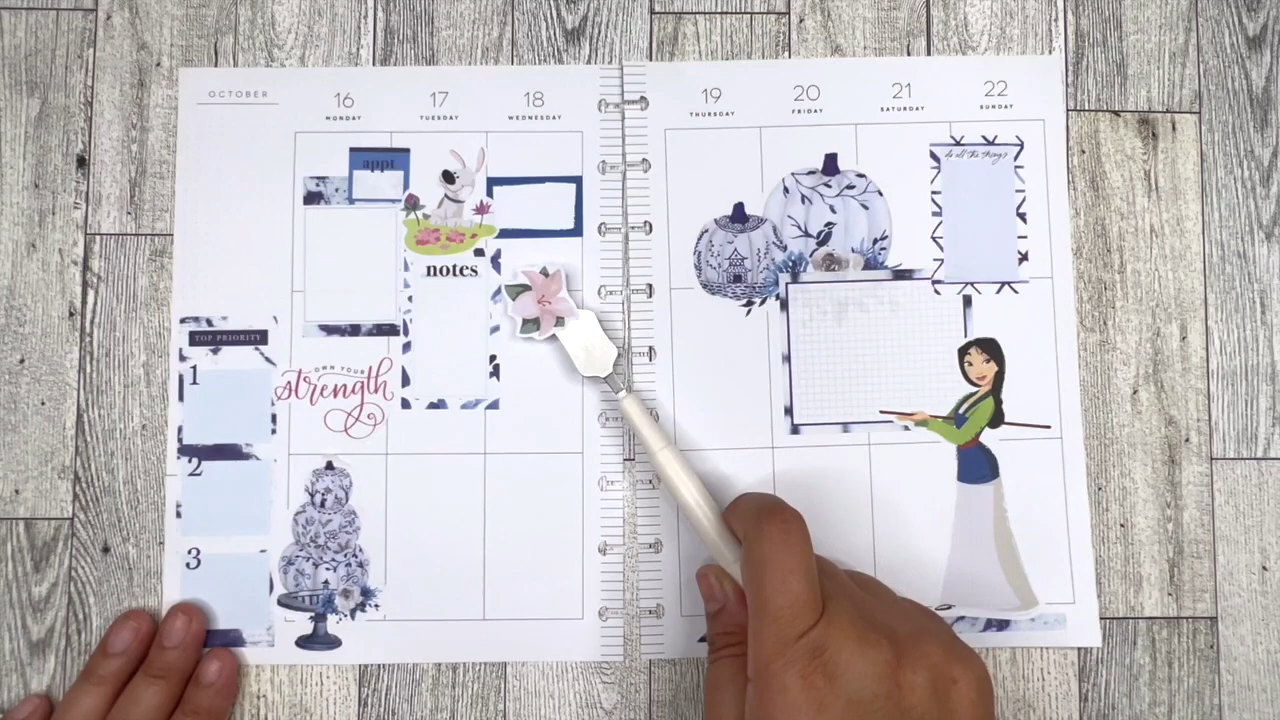 OCTOBER
16
MONDAY
17
TUESDAY
18
WEDNESDAY
19
THURSDAY
20
FRIDAY
21
SATURDAY
22
SUNDAY
appt
do all the things
notes
TOP PRIORITY
1
2
3
OWN YOUR
strength